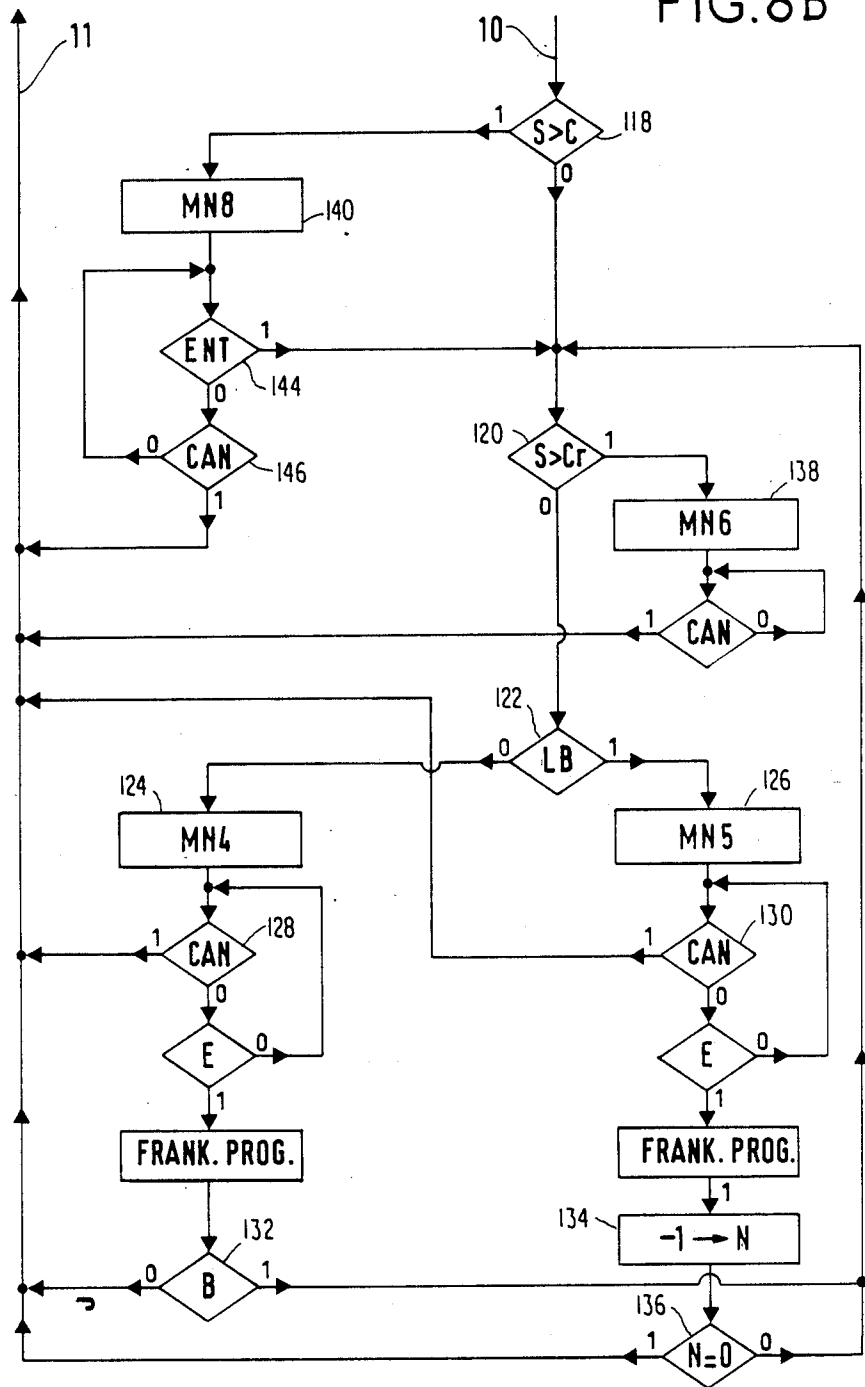 FIG.8B
11
10
1 S>C 118
0
MN8 140
ENT 1
144
0
0 CAN 146
1
120 S>Cr 1
0
138
MN6
1 CAN 0
122
0 LB 1
124
MN4
126
MN5
1 CAN 128
0
1 CAN 130
0
E 0
1
E 0
1
FRANK. PROG.
FRANK. PROG.
1
134 -1→N
132
0 B 1
136
1 N=0 0